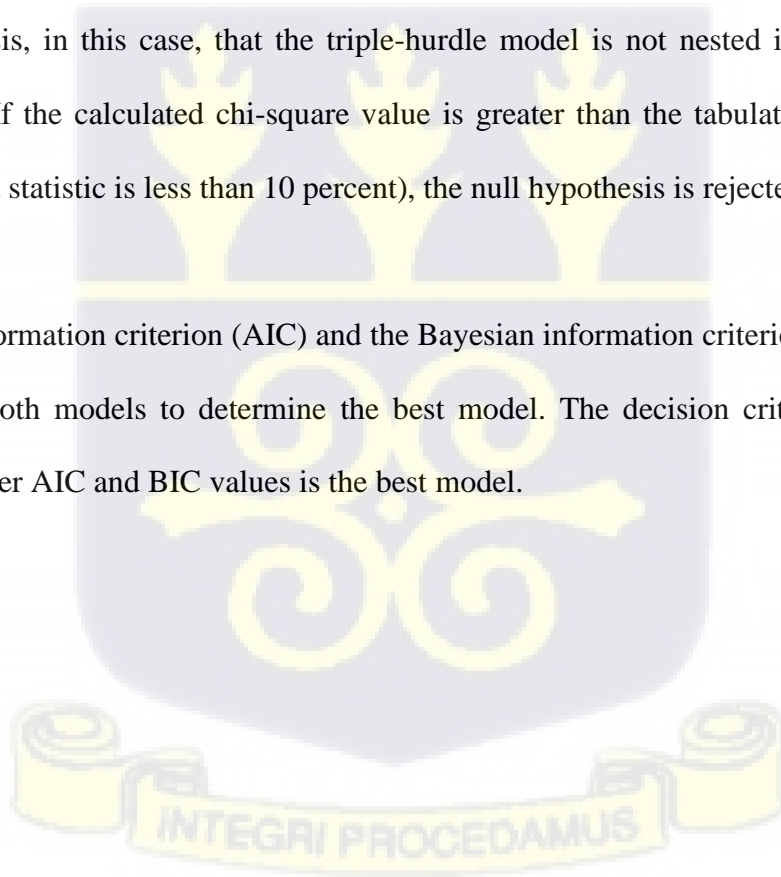 is, in this case, that the triple-hurdle model is not nested i
f the calculated chi-square value is greater than the tabulat
statistic is less than 10 percent), the null hypothesis is rejecte
formation criterion (AIC) and the Bayesian information criterio
oth models to determine the best model. The decision crit
er AIC and BIC values is the best model.
INTEGRI PROCEDAMUS